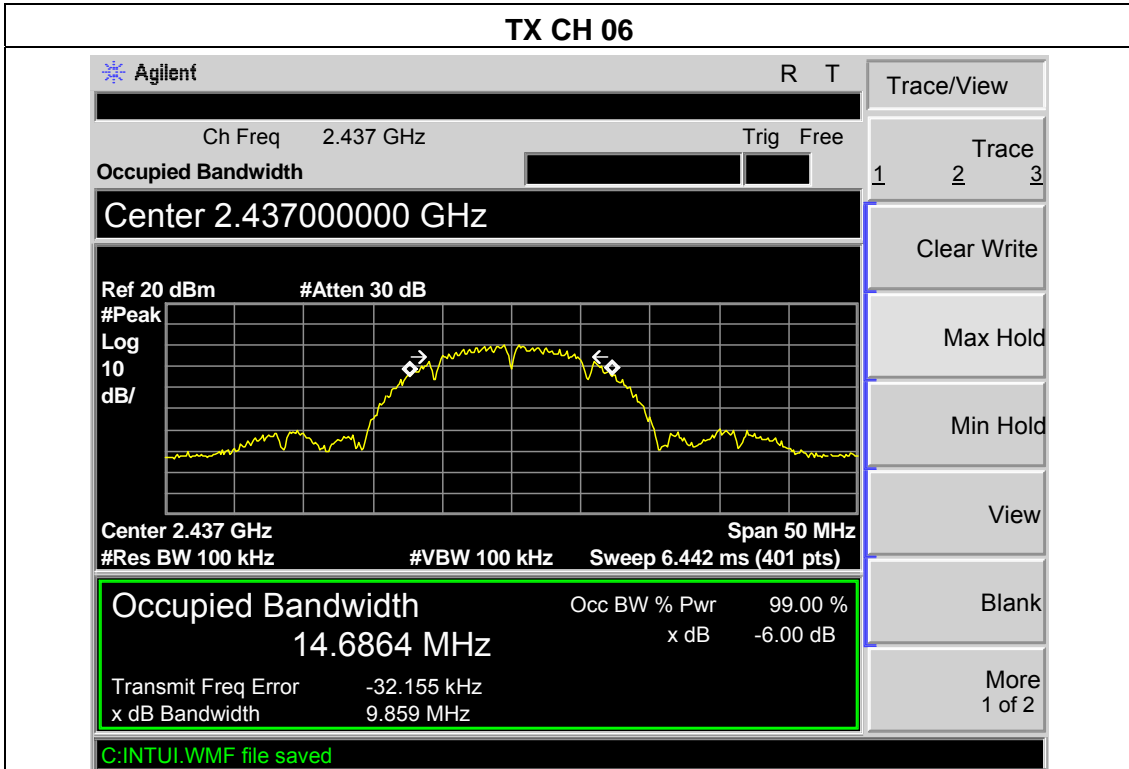 TX CH 06
Agilent R T
Trace/View
Ch Freq 2.437 GHz Trig Free
Occupied Bandwidth
Trace
1 2 3
Center 2.437000000 GHz
Clear Write
Ref 20 dBm #Atten 30 dB
#Peak
Log
10
dB/
Max Hold
Min Hold
View
Center 2.437 GHz Span 50 MHz
#Res BW 100 kHz #VBW 100 kHz Sweep 6.442 ms (401 pts)
Occupied Bandwidth Occ BW % Pwr 99.00 %
14.6864 MHz x dB -6.00 dB
Blank
Transmit Freq Error -32.155 kHz
x dB Bandwidth 9.859 MHz
More
1 of 2
C:INTUI.WMF file saved